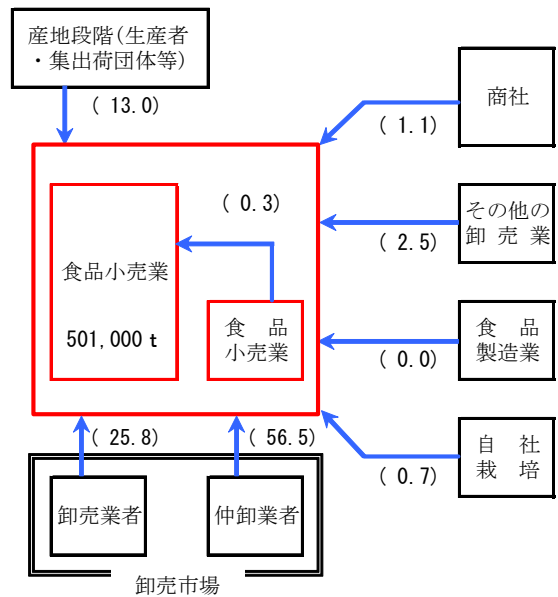 産地段階（生産者
・集出荷団体等）
( 13.0)
商社
( 1.1)
( 0.3)
その他の
卸 売 業
( 2.5)
食品小売業
501,000 t
食 品
小売業
食 品
製造業
( 0.0)
自 社
栽 培
( 0.7)
( 25.8)
( 56.5)
卸売業者
仲卸業者
卸売市場